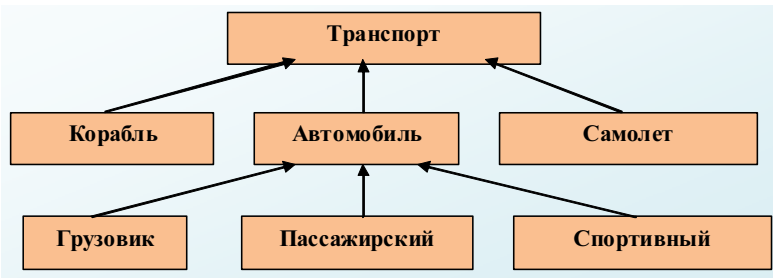 Транспорт
Корабль
Автомобиль
Самолет
Грузовик
Пассажирский
Спортивный